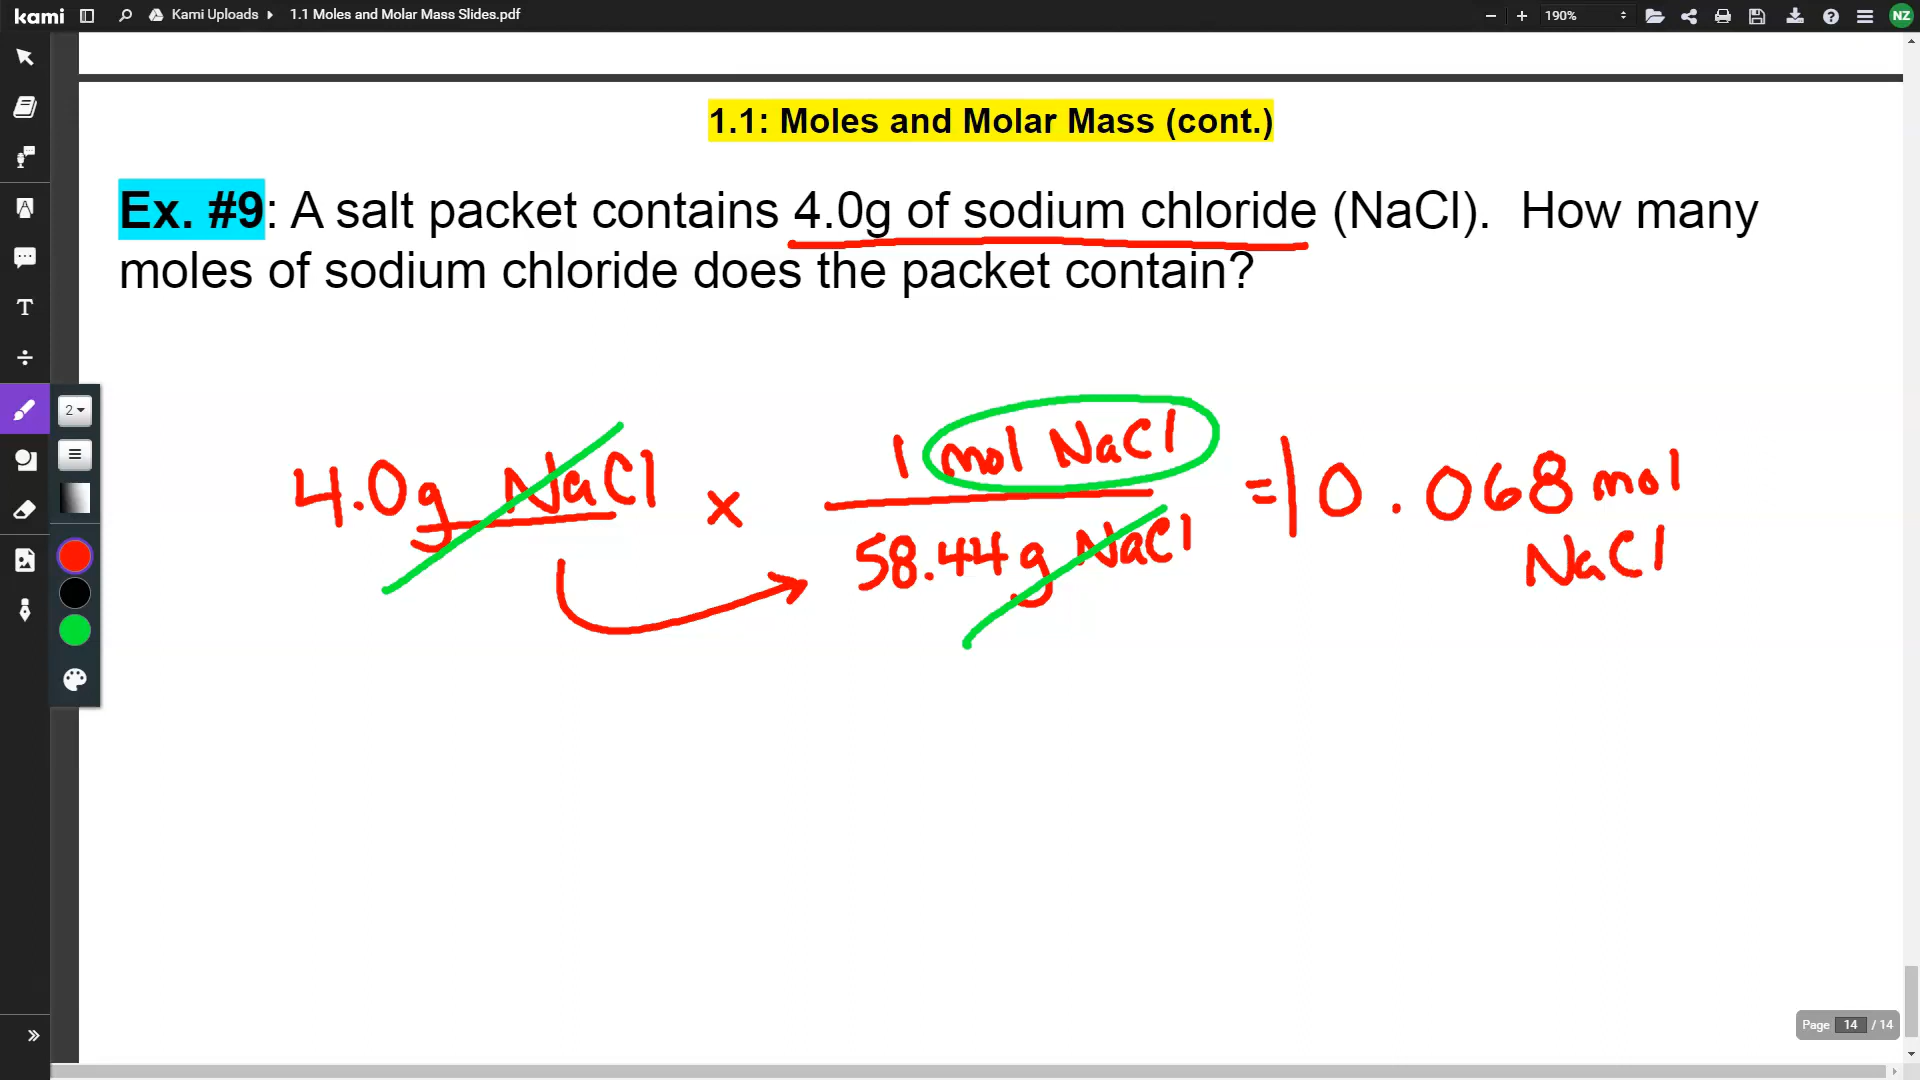 kami Kami Uploads 1.1 Moles and Molar Mass Slides.pdf 190% NZ
1.1: Moles and Molar Mass (cont.)
Ex. #9: A salt packet contains 4.0g of sodium chloride (NaCl). How many
moles of sodium chloride does the packet contain?
4.0g NaCl x 1 mol NaCl / 58.44g NaCl = 0.068 mol
NaCl
2
Page 14 / 14